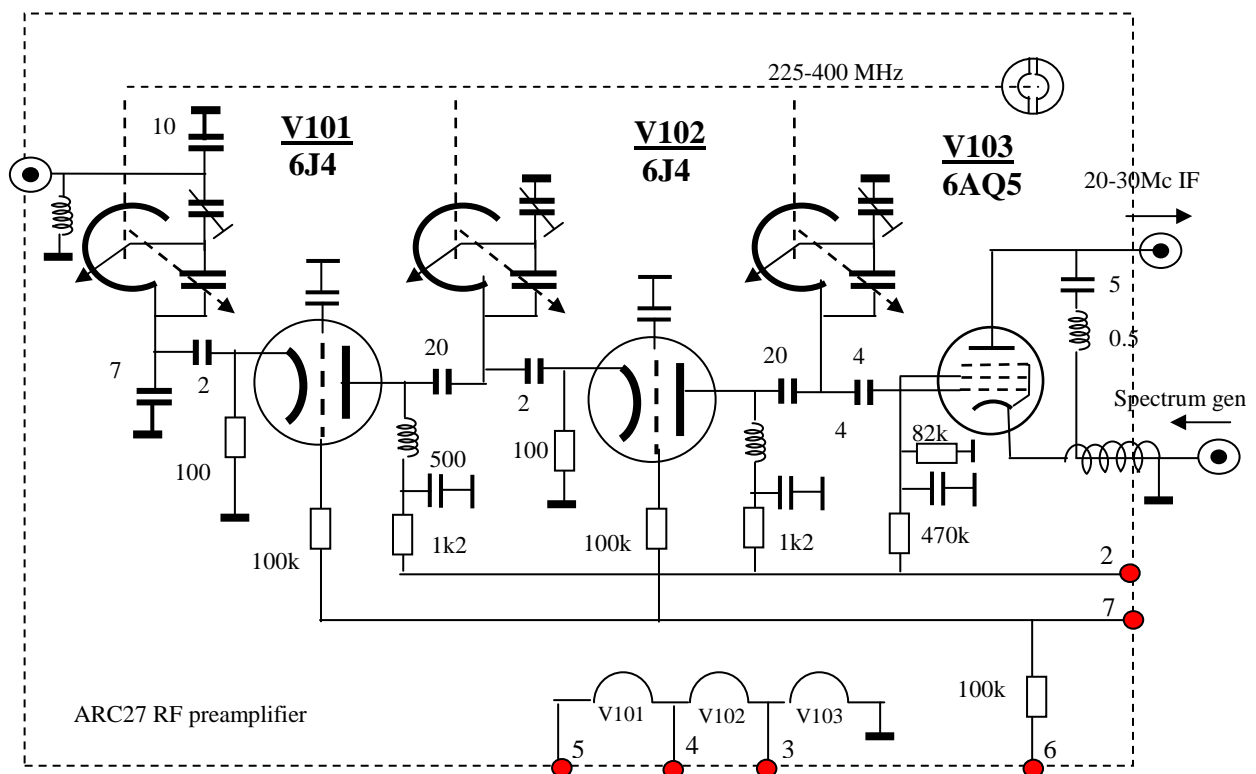 225-400 MHz
10
V101
6J4
V102
6J4
V103
6AQ5
20-30Mc IF
5
0.5
7
2
20
2
20
4
4
Spectrum gen
82k
100
500
100
470k
100k
1k2
100k
1k2
2
7
100k
ARC27 RF preamplifier
V101
V102
V103
5
4
3
6